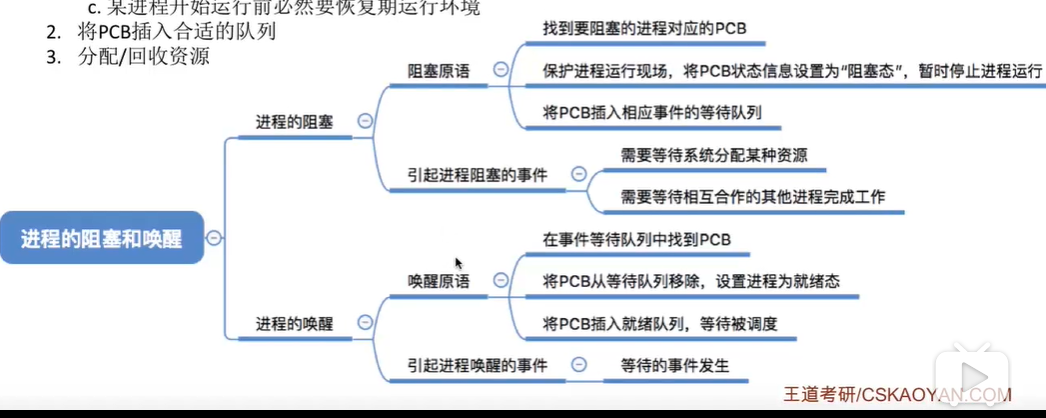 c. 某进程开始运行前必然要恢复期运行环境
2. 将PCB插入合适的队列
3. 分配/回收资源
进程的阻塞和唤醒
进程的阻塞
阻塞原语
找到要阻塞的进程对应的PCB
保护进程运行现场，将PCB状态信息设置为“阻塞态”，暂时停止进程运行
将PCB插入相应事件的等待队列
引起进程阻塞的事件
需要等待系统分配某种资源
需要等待相互合作的其他进程完成工作
进程的唤醒
唤醒原语
在事件等待队列中找到PCB
将PCB从等待队列移除，设置进程为就绪态
将PCB插入就绪队列，等待被调度
引起进程唤醒的事件
等待的事件发生
王道考研/CSKAOYAN.COM